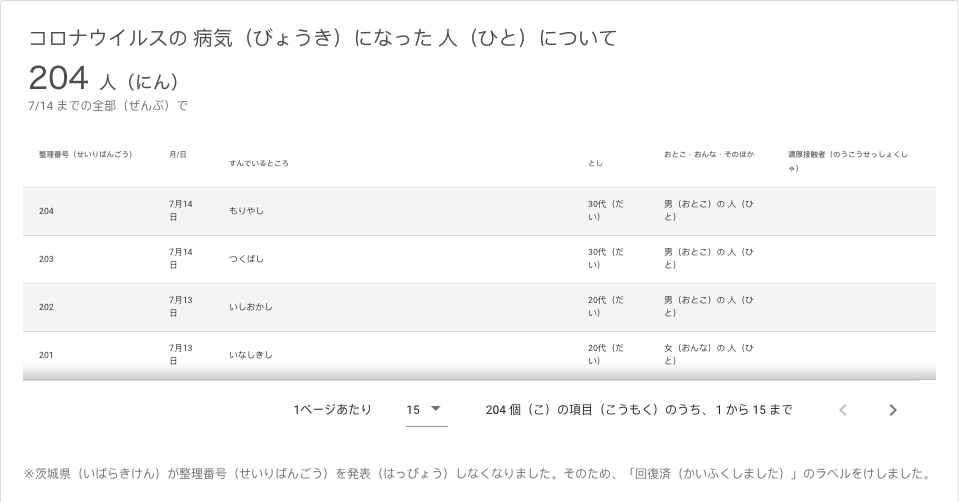 コロナウイルスの 病気（びょうき）になった 人（ひと）について
204 人（にん）
7/14 までの全部（ぜんぶ）で
整理番号（せいりばんごう） 月/日 すんでいるところ とし おとこ・おんな・そのほか 濃厚接触者（のうこうせっしょくし
ゃ）
204 7月14 もりやし 30代（だ 男（おとこ）の 人（ひ
日 い） と）
203 7月14 つくばし 30代（だ 男（おとこ）の 人（ひ
日 い） と）
202 7月13 いしおかし 20代（だ 男（おとこ）の 人（ひ
日 い） と）
201 7月13 いなしきし 20代（だ 女（おんな）の 人（ひ
日 い） と）
1ページあたり 15 204 個（こ）の項目（こうもく）のうち、1 から 15 まで
※茨城県（いばらきけん）が整理番号（せいりばんごう）を発表（はっぴょう）しなくなりました。そのため、「回復済（かいふくしました）」のラベルをけしました。